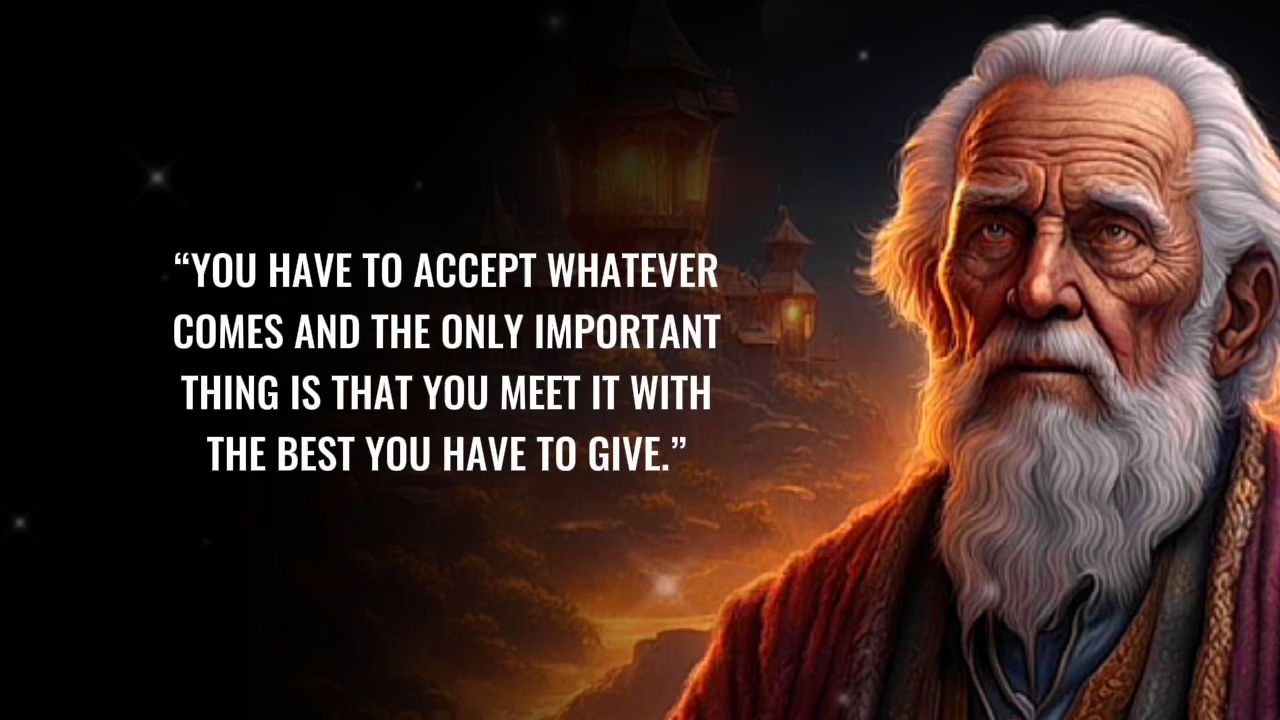 “YOU HAVE TO ACCEPT WHATEVER
COMES AND THE ONLY IMPORTANT
THING IS THAT YOU MEET IT WITH
THE BEST YOU HAVE TO GIVE.”